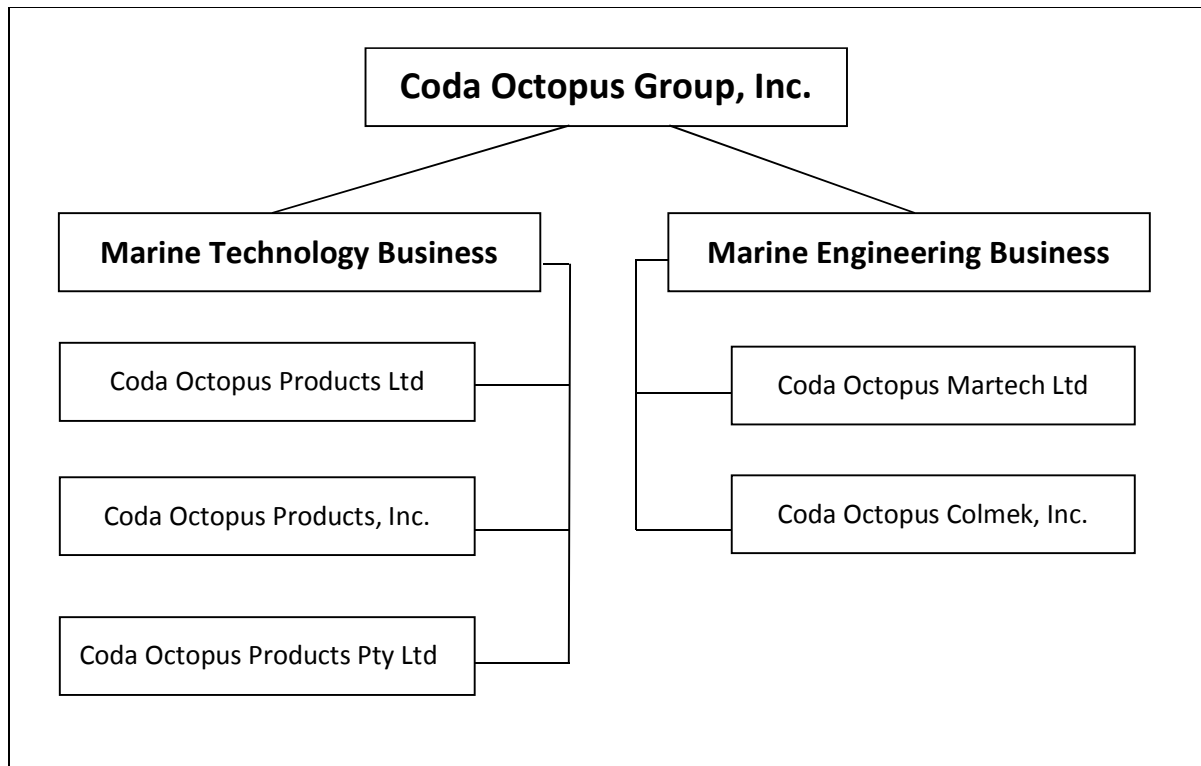 Coda Octopus Group, Inc.
Marine Technology Business
Marine Engineering Business
Coda Octopus Products Ltd
Coda Octopus Martech Ltd
Coda Octopus Products, Inc.
Coda Octopus Colmek, Inc.
Coda Octopus Products Pty Ltd